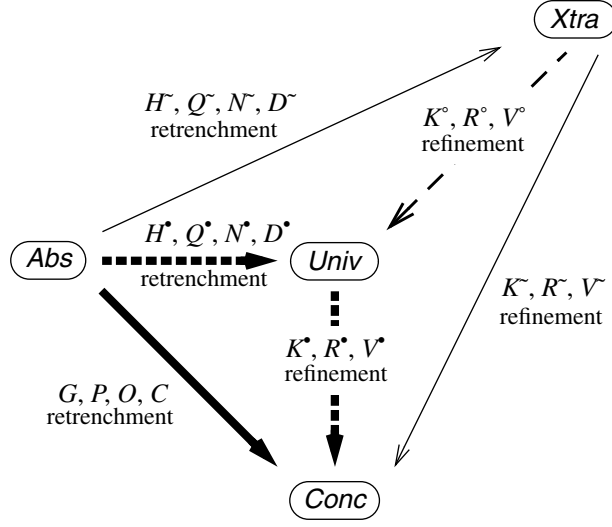 Xtra
H˜, Q˜, N˜, D˜
retrenchment
K°, R°, V°
refinement
H•, Q•, N•, D•
Abs
Univ
retrenchment
K˜, R˜, V˜
refinement
K•, R•, V•
refinement
G, P, O, C
retrenchment
Conc